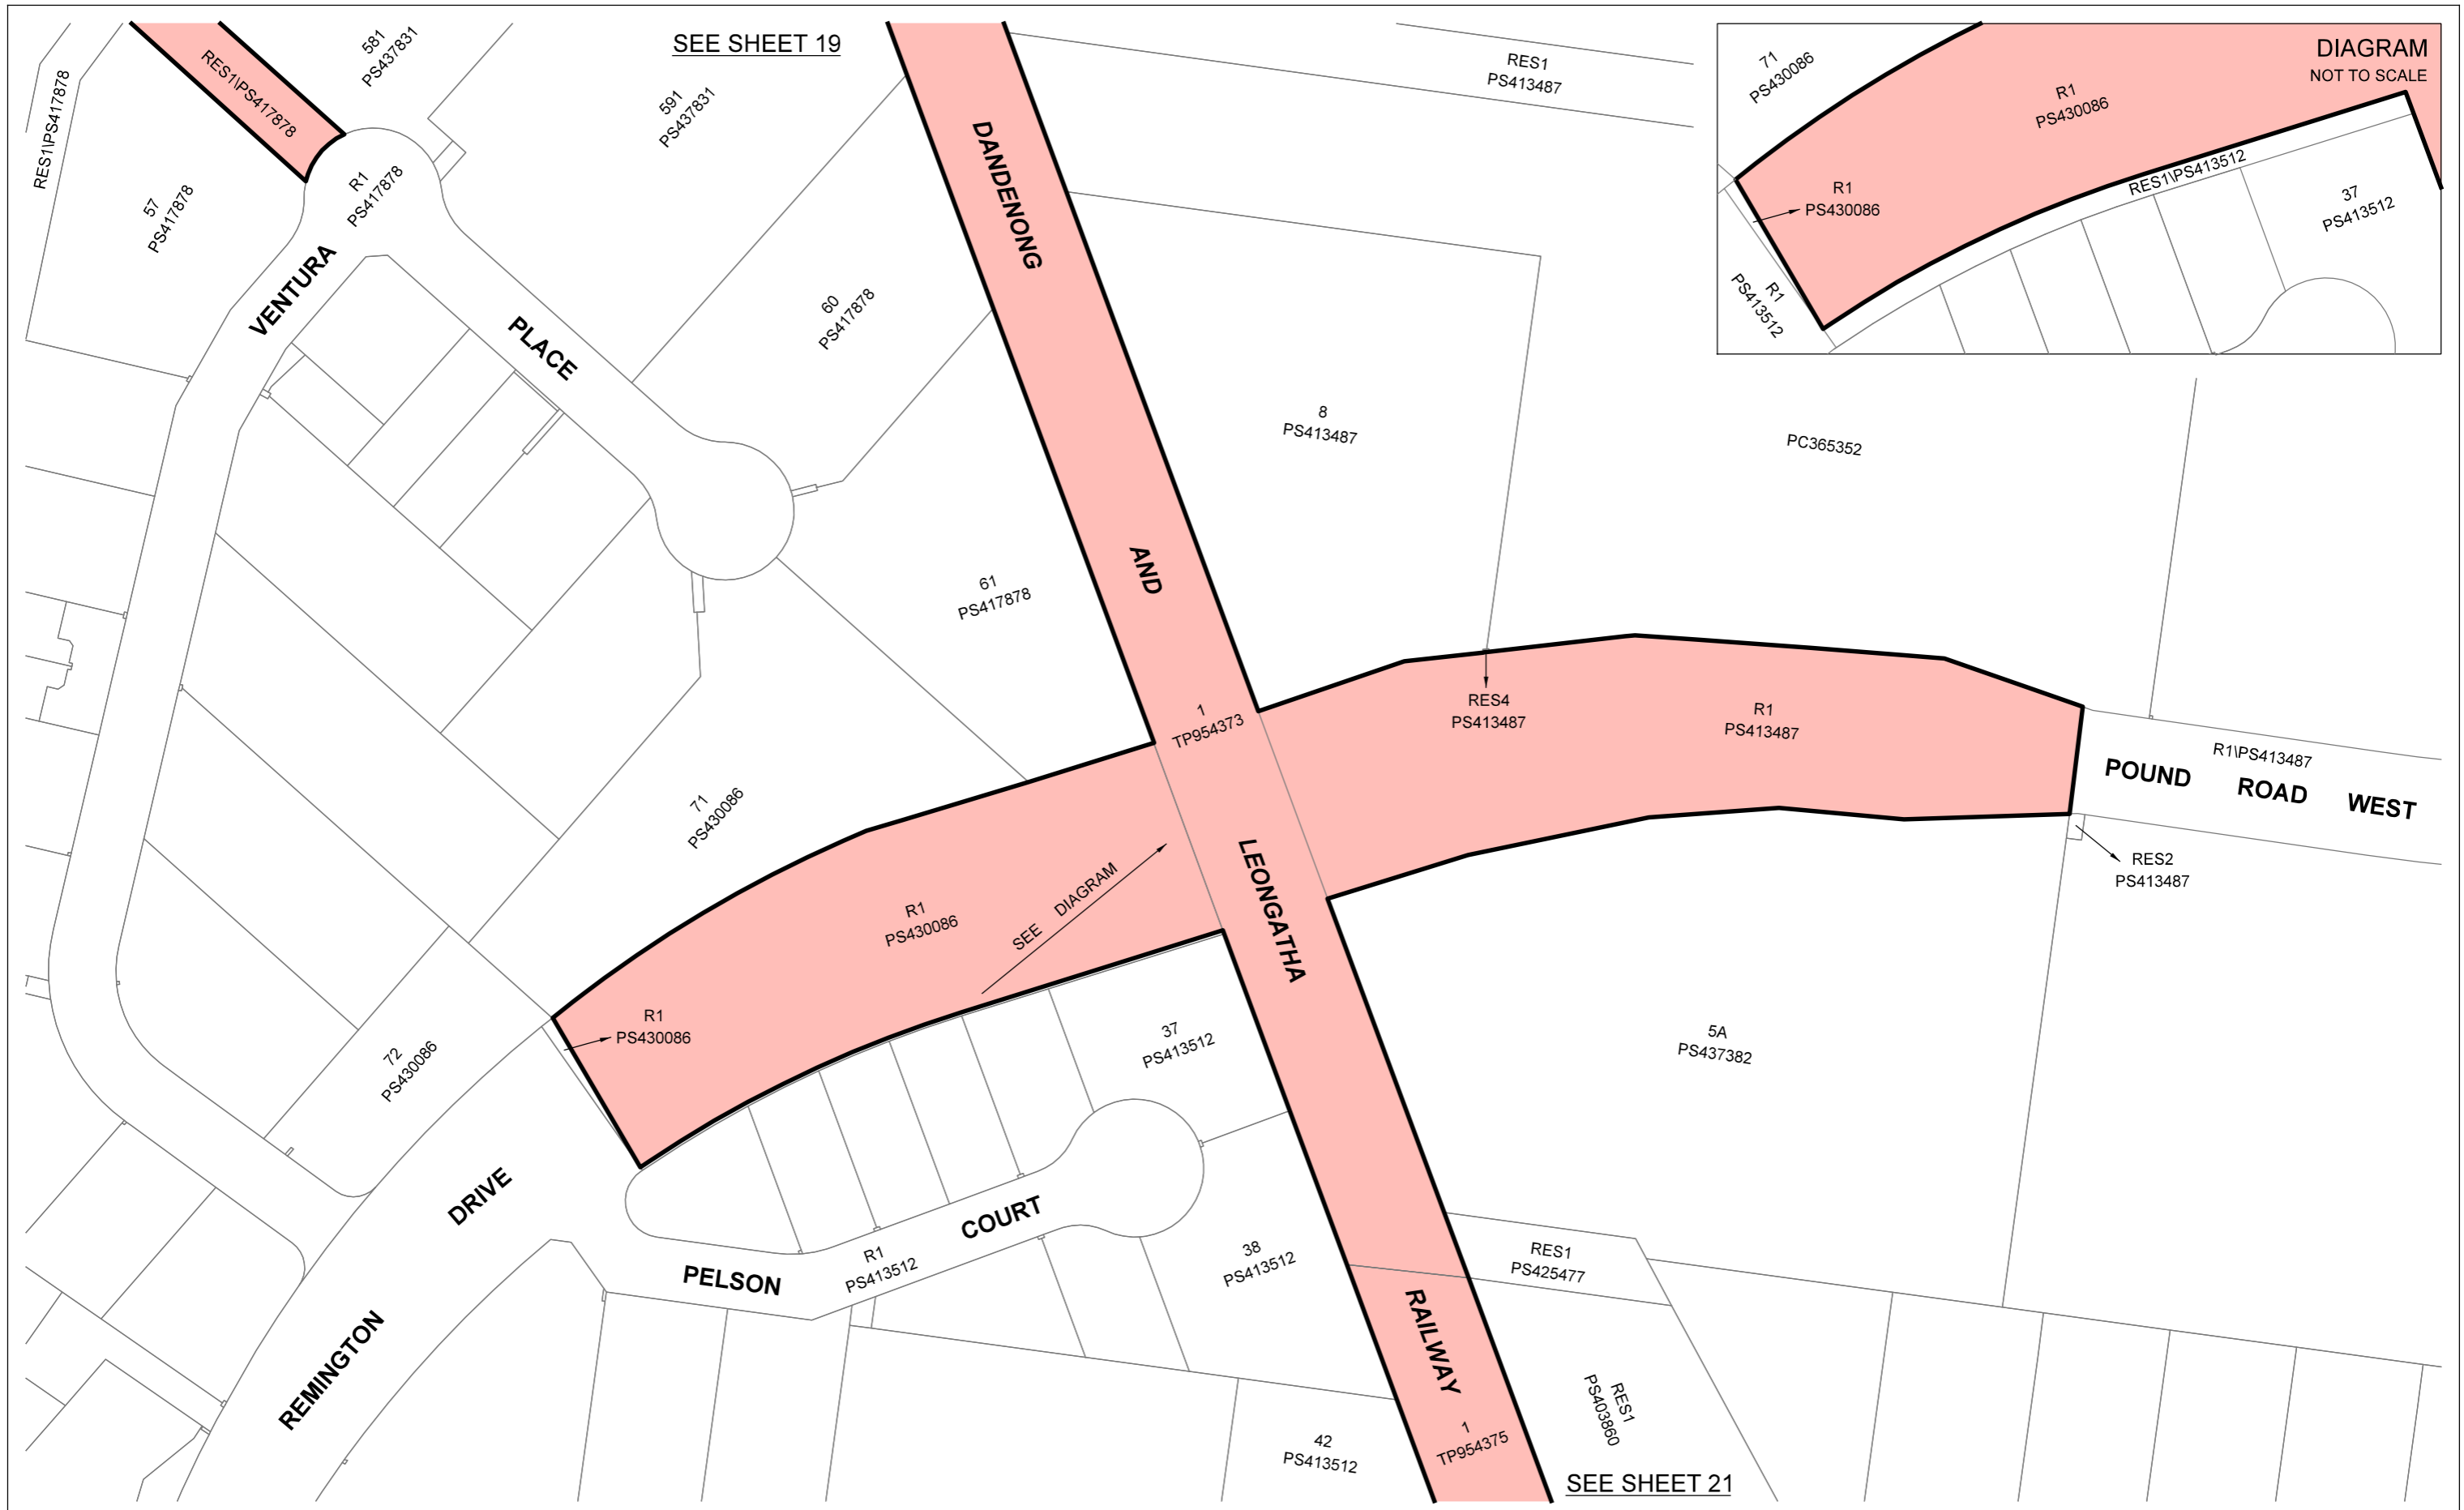 SEE SHEET 19
581
PS437831
RES1\PS417878
RES1\PS417878
591
PS437831
RES1
PS413487
R1
PS417878
57
PS417878
VENTURA
PLACE
60
PS417878
DANDENONG
AND
LEONGATHA
RAILWAY
8
PS413487
PC365352
61
PS417878
1
TP954373
RES4
PS413487
R1
PS413487
R1\PS413487
POUND ROAD WEST
RES2
PS413487
71
PS430086
R1
PS430086
SEE DIAGRAM
R1
PS430086
72
PS430086
37
PS413512
5A
PS437382
DRIVE
REMINGTON
COURT
PELSON
R1
PS413512
38
PS413512
RES1
PS425477
RES1
PS403860
42
PS413512
1
TP954375
SEE SHEET 21
DIAGRAM
NOT TO SCALE
71
PS430086
R1
PS430086
R1
PS430086
RES1\PS413512
37
PS413512
R1
PS413512